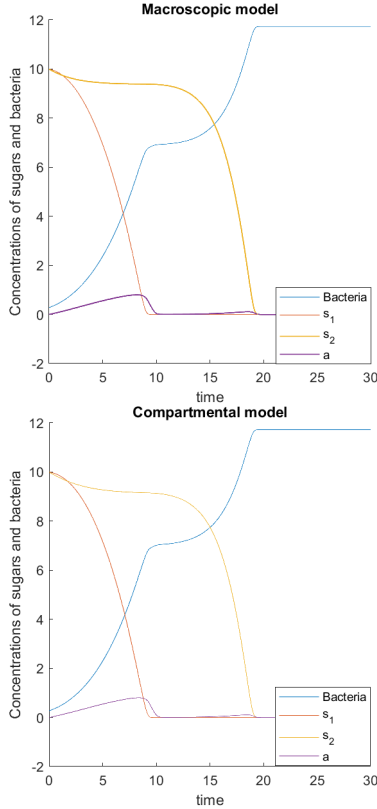 Macroscopic model
12
10
8
6
4
2
0
-2
Concentrations of sugars and bacteria
Bacteria
s1
s2
a
0 5 10 15 20 25 30
time
Compartmental model
12
10
8
6
4
2
0
-2
Concentrations of sugars and bacteria
Bacteria
s1
s2
a
0 5 10 15 20 25 30
time